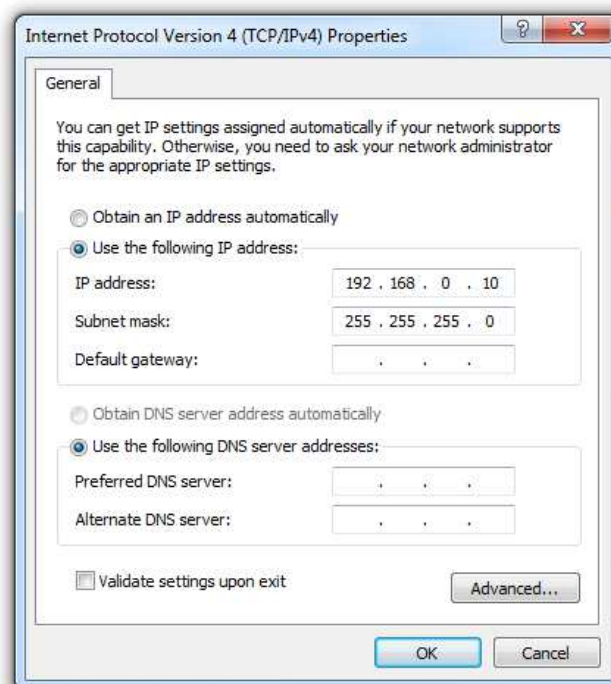 Internet Protocol Version 4 (TCP/IPv4) Properties
General
You can get IP settings assigned automatically if your network supports
this capability. Otherwise, you need to ask your network administrator
for the appropriate IP settings.
Obtain an IP address automatically
Use the following IP address:
IP address: 192 . 168 . 0 . 10
Subnet mask: 255 . 255 . 255 . 0
Default gateway: . . .
Obtain DNS server address automatically
Use the following DNS server addresses:
Preferred DNS server: . . .
Alternate DNS server: . . .
Validate settings upon exit
Advanced...
OK Cancel